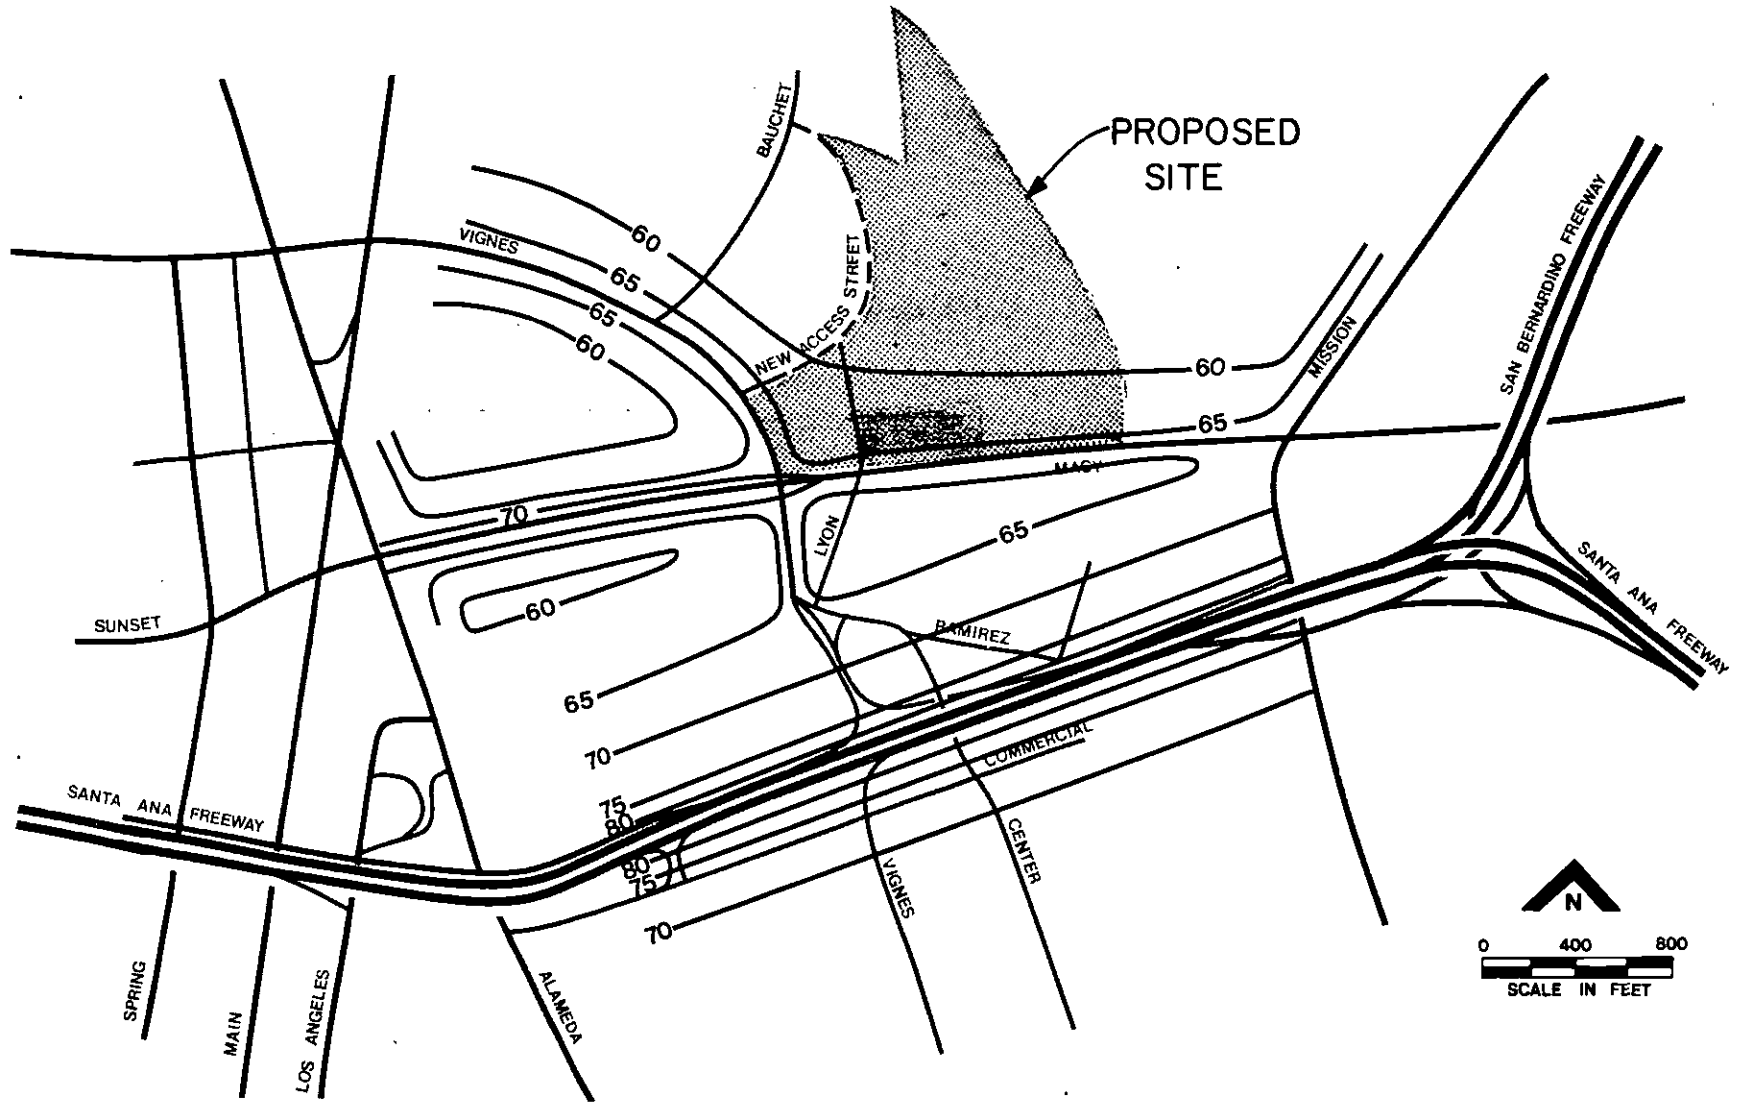 BAUCHET
PROPOSED
SITE
VIGNES
60
65
65
60
NEW ACCESS STREET
60
65
MISSION
SAN BERNARDINO FREEWAY
MACY
70
LYON
65
SANTA ANA FREEWAY
60
SUNSET
RAMIREZ
65
70
COMMERCIAL
75
80
SANTA ANA FREEWAY
80
75
70
VIGNES
CENTER
SPRING
MAIN
LOS ANGELES
ALAMEDA
N
0 400 800
SCALE IN FEET